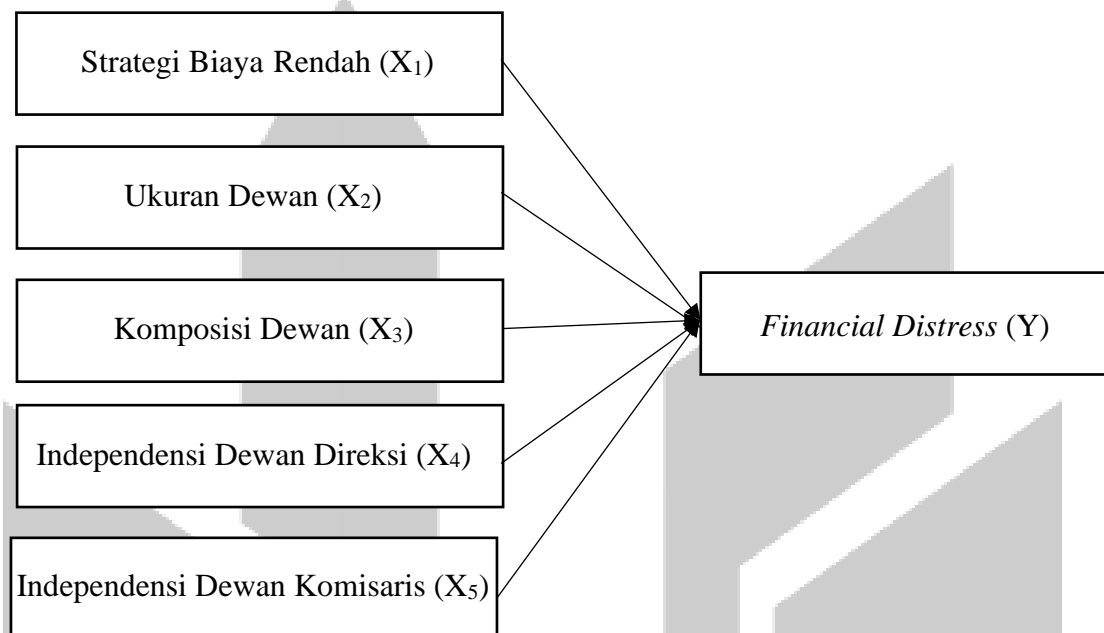 Strategi Biaya Rendah (X₁)
Ukuran Dewan (X₂)
Komposisi Dewan (X₃)
Financial Distress (Y)
Independensi Dewan Direksi (X₄)
Independensi Dewan Komisaris (X₅)